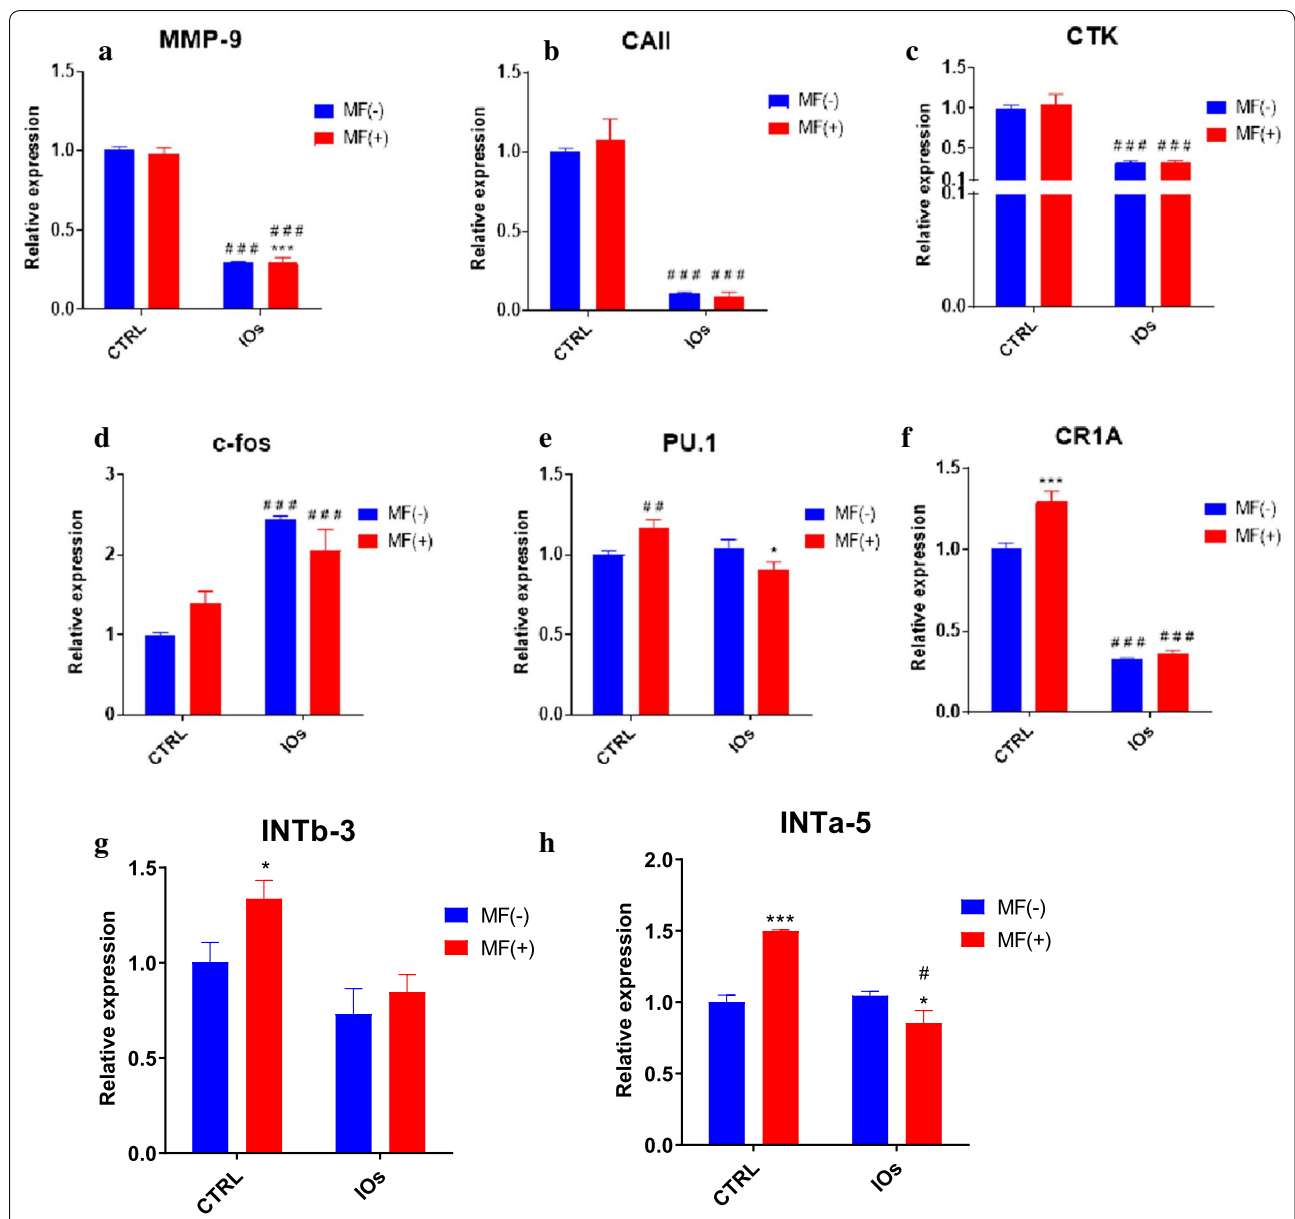 a MMP-9
1.5
1.0
0.5
0.0
Relative expression
MF(-)
MF(+)
###
###
***
CTRL
IOs
b CAII
1.5
1.0
0.5
0.0
Relative expression
MF(-)
MF(+)
### ###
CTRL
IOs
c CTK
1.5
1.0
0.5
0.1
0.1
0.0
Relative expression
MF(-)
MF(+)
### ###
CTRL
IOs
d c-fos
3
2
1
0
Relative expression
MF(-)
MF(+)
###
###
CTRL
IOs
e PU.1
1.5
1.0
0.5
0.0
Relative expression
MF(-)
MF(+)
##
*
CTRL
IOs
f CR1A
1.5
1.0
0.5
0.0
Relative expression
MF(-)
MF(+)
***
### ###
CTRL
IOs
g INTb-3
1.5
1.0
0.5
0.0
Relative expression
MF(-)
MF(+)
*
CTRL
IOs
h INTa-5
2.0
1.5
1.0
0.5
0.0
Relative expression
MF(-)
MF(+)
***
#
*
CTRL
IOs